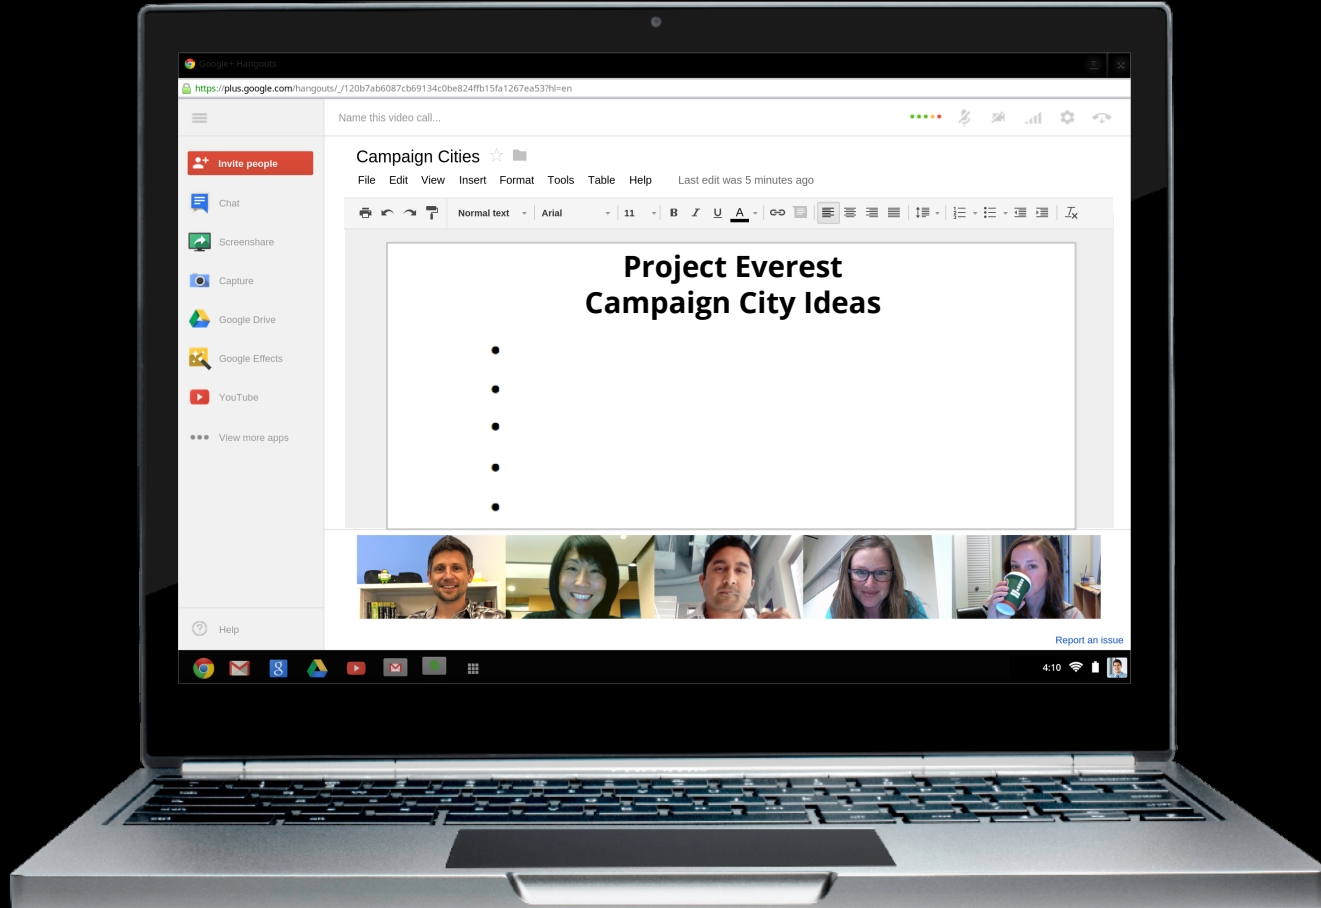 Google+ Hangouts
https://plus.google.com/hangouts/_/120b7ab6087cb69134c0be824ffb15fa1267ea53?hl=en
Name this video call...
Invite people
Chat
Screenshare
Capture
Google Drive
Google Effects
YouTube
View more apps
Help
Campaign Cities
File Edit View Insert Format Tools Table Help Last edit was 5 minutes ago
Normal text Arial 11 B I U A
Project Everest
Campaign City Ideas
•
•
•
•
•
Report an issue
8 4:10